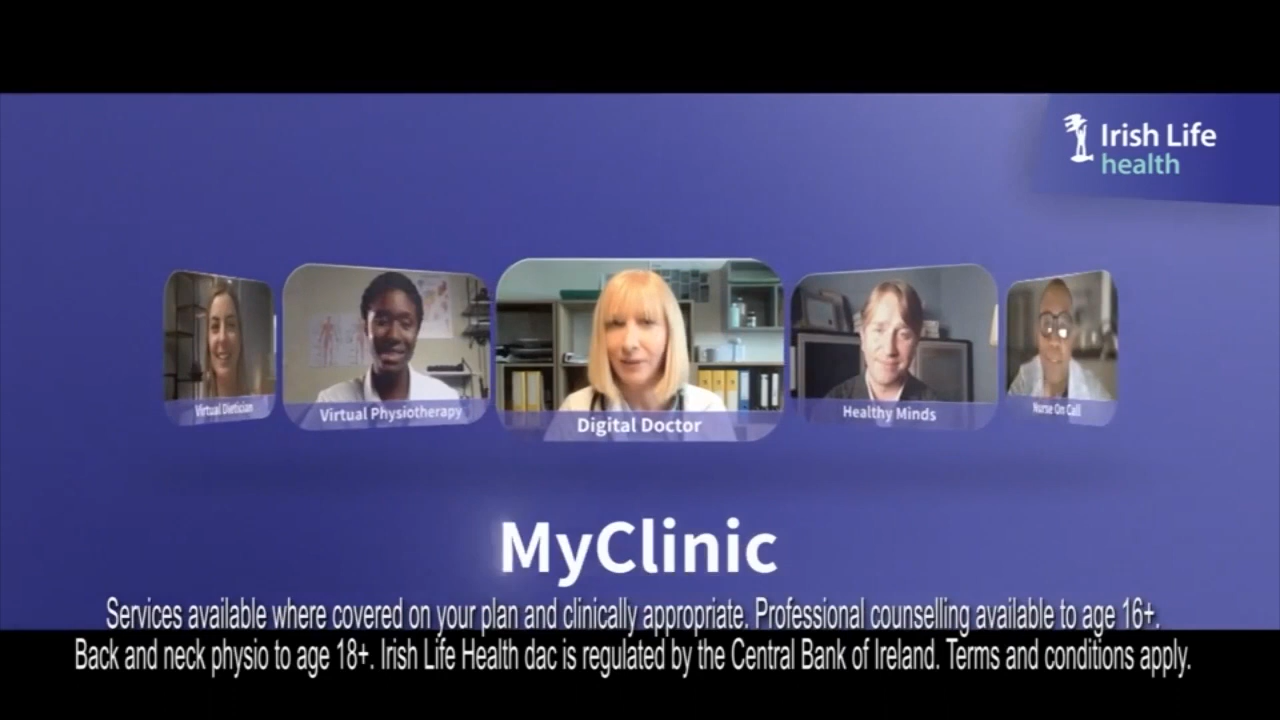 Irish Life
health
Virtual Dietician
Virtual Physiotherapy
Digital Doctor
Healthy Minds
Nurse On Call
MyClinic
Services available where covered on your plan and clinically appropriate. Professional counselling available to age 16+.
Back and neck physio to age 18+. Irish Life Health dac is regulated by the Central Bank of Ireland. Terms and conditions apply.